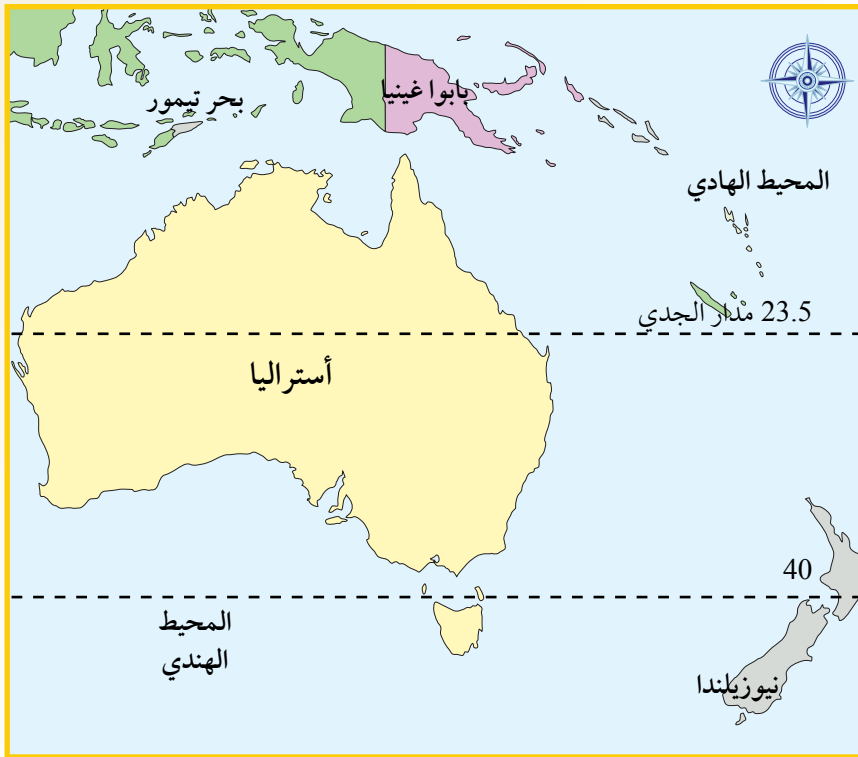 بابوا غينيا
بحر تيمور
المحيط الهادي
23.5 مدار الجدي
أستراليا
40
المحيط
الهندي
نيوزيلندا